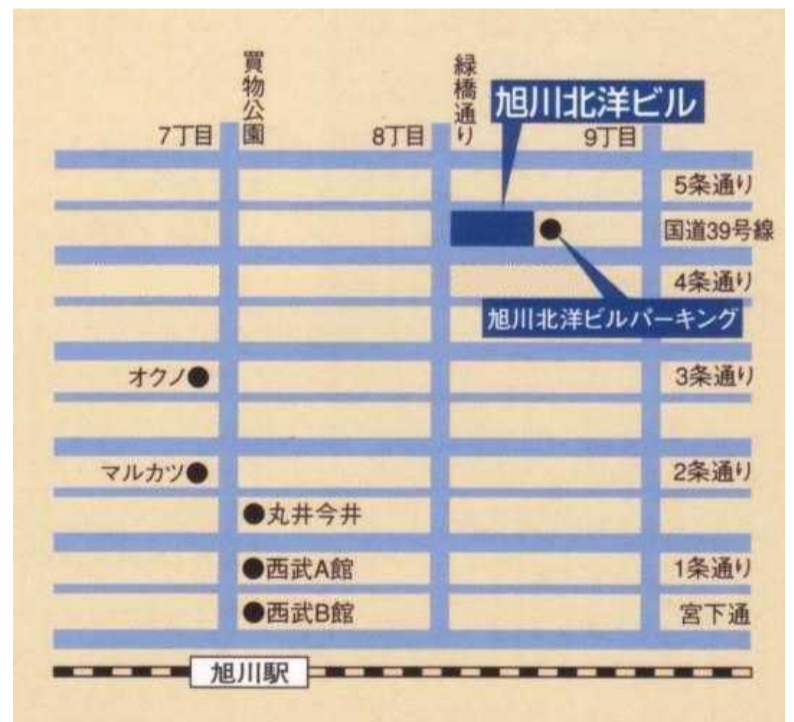 買物公園
緑橋通り
旭川北洋ビル
7丁目
8丁目
9丁目
5条通り
国道39号線
4条通り
旭川北洋ビルパーキング
オクノ
3条通り
マルカツ
2条通り
丸井今井
西武A館
1条通り
西武B館
宮下通
旭川駅